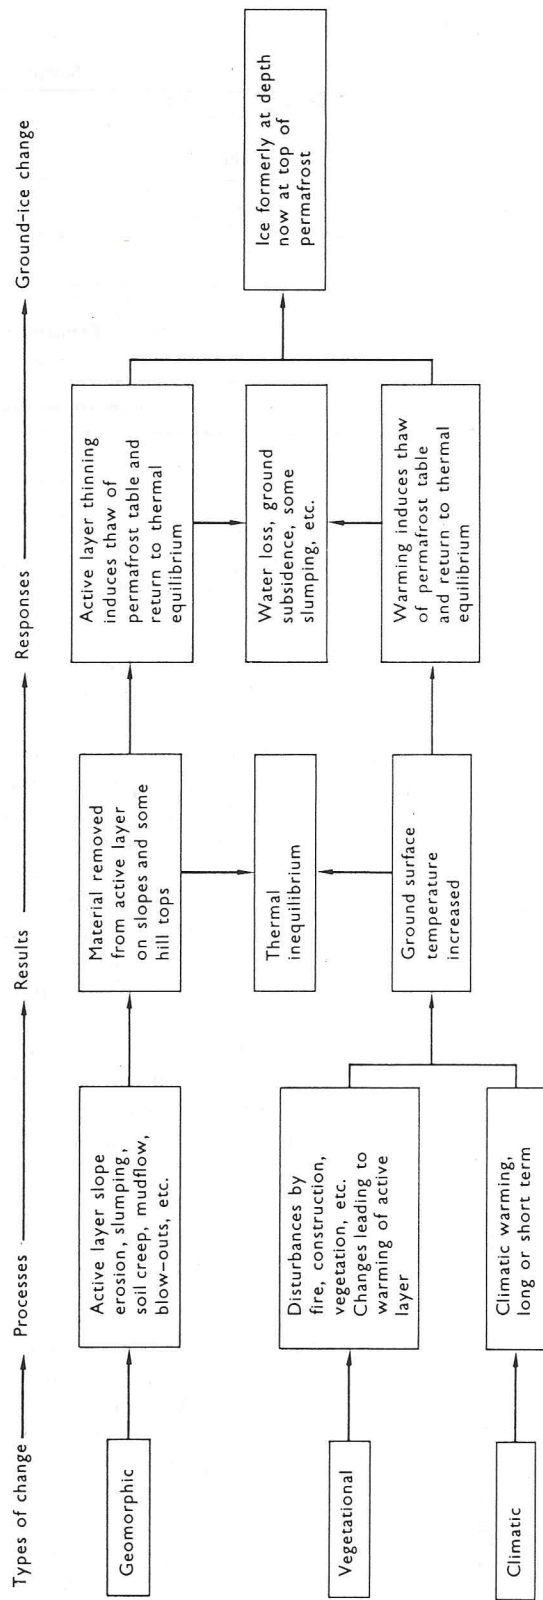 Types of change → Processes → Results → Responses → Ground-ice change
Geomorphic
Active layer slope
erosion, slumping,
soil creep, mudflow,
blow-outs, etc.
Material removed
from active layer
on slopes and some
hill tops
Active layer thinning
induces thaw of
permafrost table and
return to thermal
equilibrium
Thermal
inequilibrium
Water loss, ground
subsidence, some
slumping, etc.
Ice formerly at depth
now at top of
permafrost
Vegetational
Disturbances by
fire, construction,
vegetation, etc.
Changes leading to
warming of active
layer
Ground surface
temperature
increased
Warming induces thaw
of permafrost table
and return to thermal
equilibrium
Climatic
Climatic warming,
long or short term